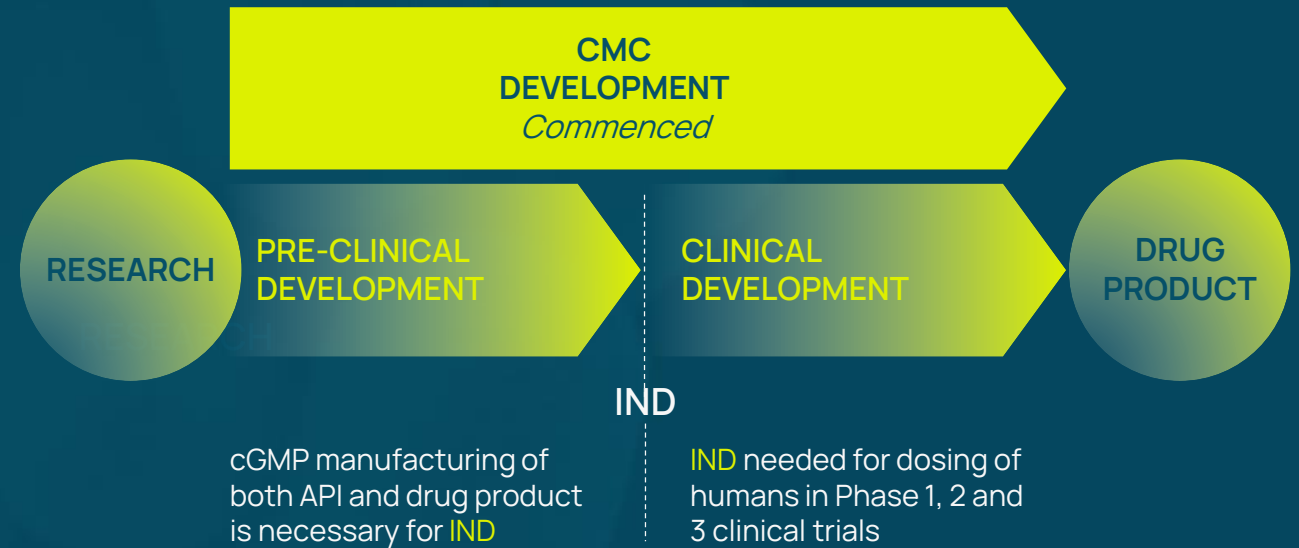 CMC
DEVELOPMENT
Commenced
RESEARCH
PRE-CLINICAL
DEVELOPMENT
CLINICAL
DEVELOPMENT
DRUG
PRODUCT
RESEARCH
IND
cGMP manufacturing of
both API and drug product
is necessary for IND
IND needed for dosing of
humans in Phase 1, 2 and
3 clinical trials